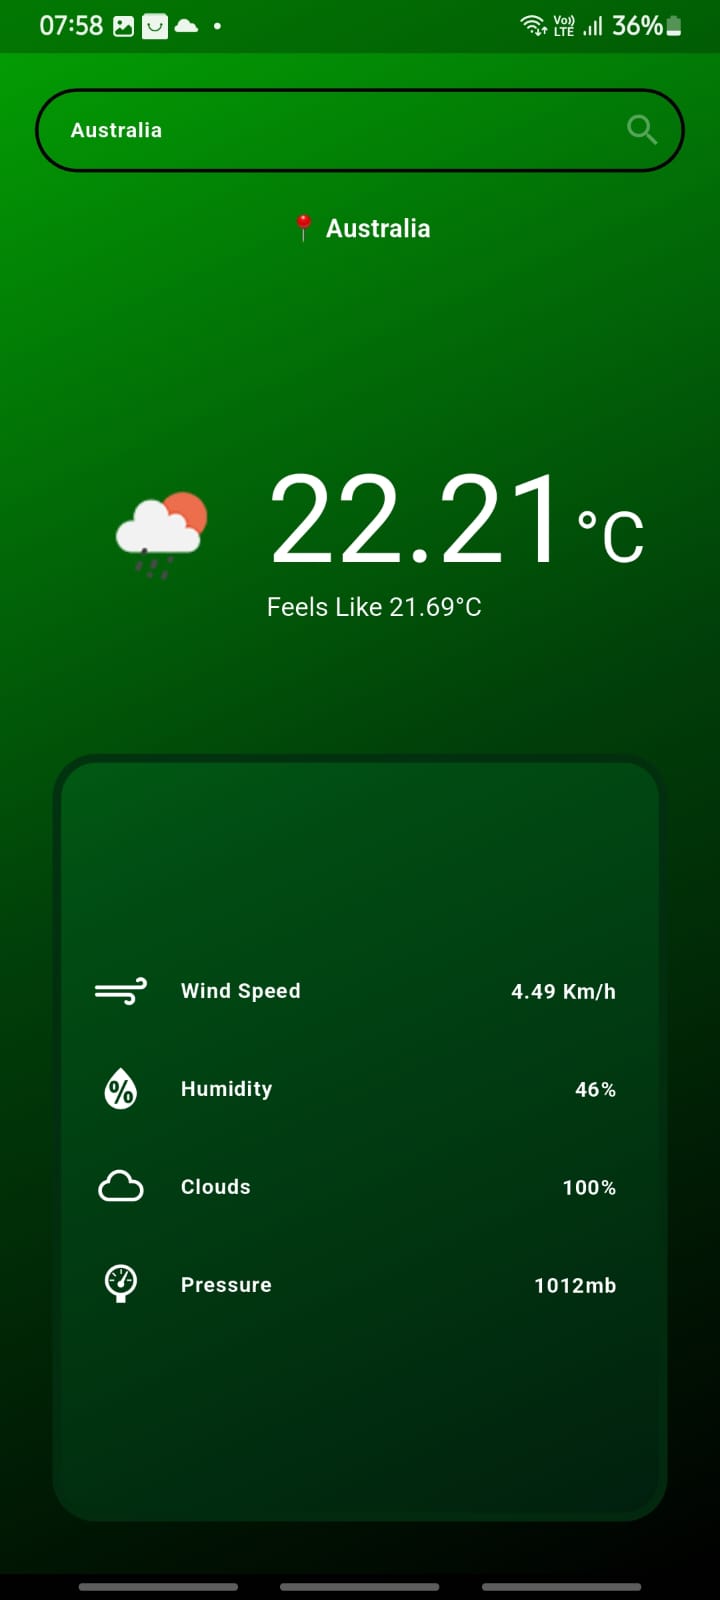 07:58 Vo)) LTE 36%
Australia
📍 Australia
22.21°C
Feels Like 21.69°C
Wind Speed 4.49 Km/h
Humidity 46%
Clouds 100%
Pressure 1012mb